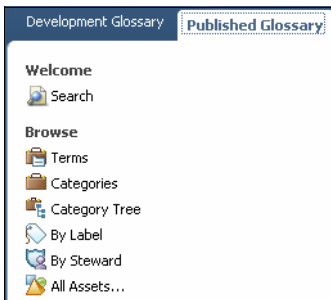 Development Glossary Published Glossary
Welcome
Search
Browse
Terms
Categories
Category Tree
By Label
By Steward
All Assets...